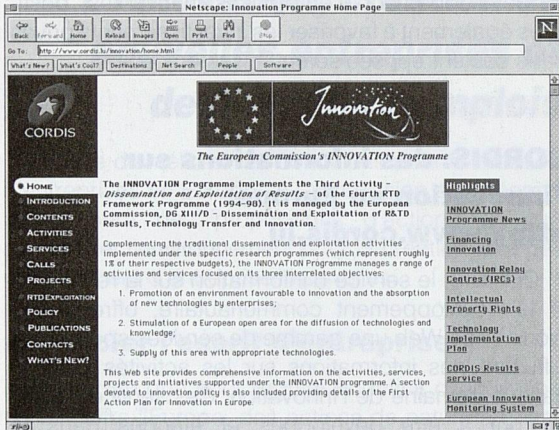 Netscape: Innovation Programme Home Page
Back Forward Home Reload Images Open Print Find Stop
N
Go To: http://www.cordis.lu/innovation/home.html
What's New? What's Cool? Destinations Net Search People Software
CORDIS
Innovation
The European Commission's INNOVATION Programme
HOME
INTRODUCTION
CONTENTS
ACTIVITIES
SERVICES
CALLS
PROJECTS
RTD EXPLOITATION
POLICY
PUBLICATIONS
CONTACTS
WHAT'S NEW?
The INNOVATION Programme implements the Third Activity -
Dissemination and Exploitation of Results - of the Fourth RTD
Framework Programme (1994-98). It is managed by the European
Commission, DG XIII/D - Dissemination and Exploitation of R&TD
Results, Technology Transfer and Innovation.
Complementing the traditional dissemination and exploitation activities
implemented under the specific research programmes (which represent roughly
1% of their respective budgets), the INNOVATION Programme manages a range of
activities and services focused on its three interrelated objectives:
1. Promotion of an environment favourable to innovation and the absorption
of new technologies by enterprises;
2. Stimulation of a European open area for the diffusion of technologies and
knowledge;
3. Supply of this area with appropriate technologies.
This Web site provides comprehensive information on the activities, services,
projects and initiatives supported under the INNOVATION programme. A section
devoted to innovation policy is also included providing details of the First
Action Plan for Innovation in Europe.
Highlights
INNOVATION
Programme News
Financing
Innovation
Innovation Relay
Centres (IRCs)
Intellectual
Property Rights
Technology
Implementation
Plan
CORDIS Results
service
European Innovation
Monitoring System